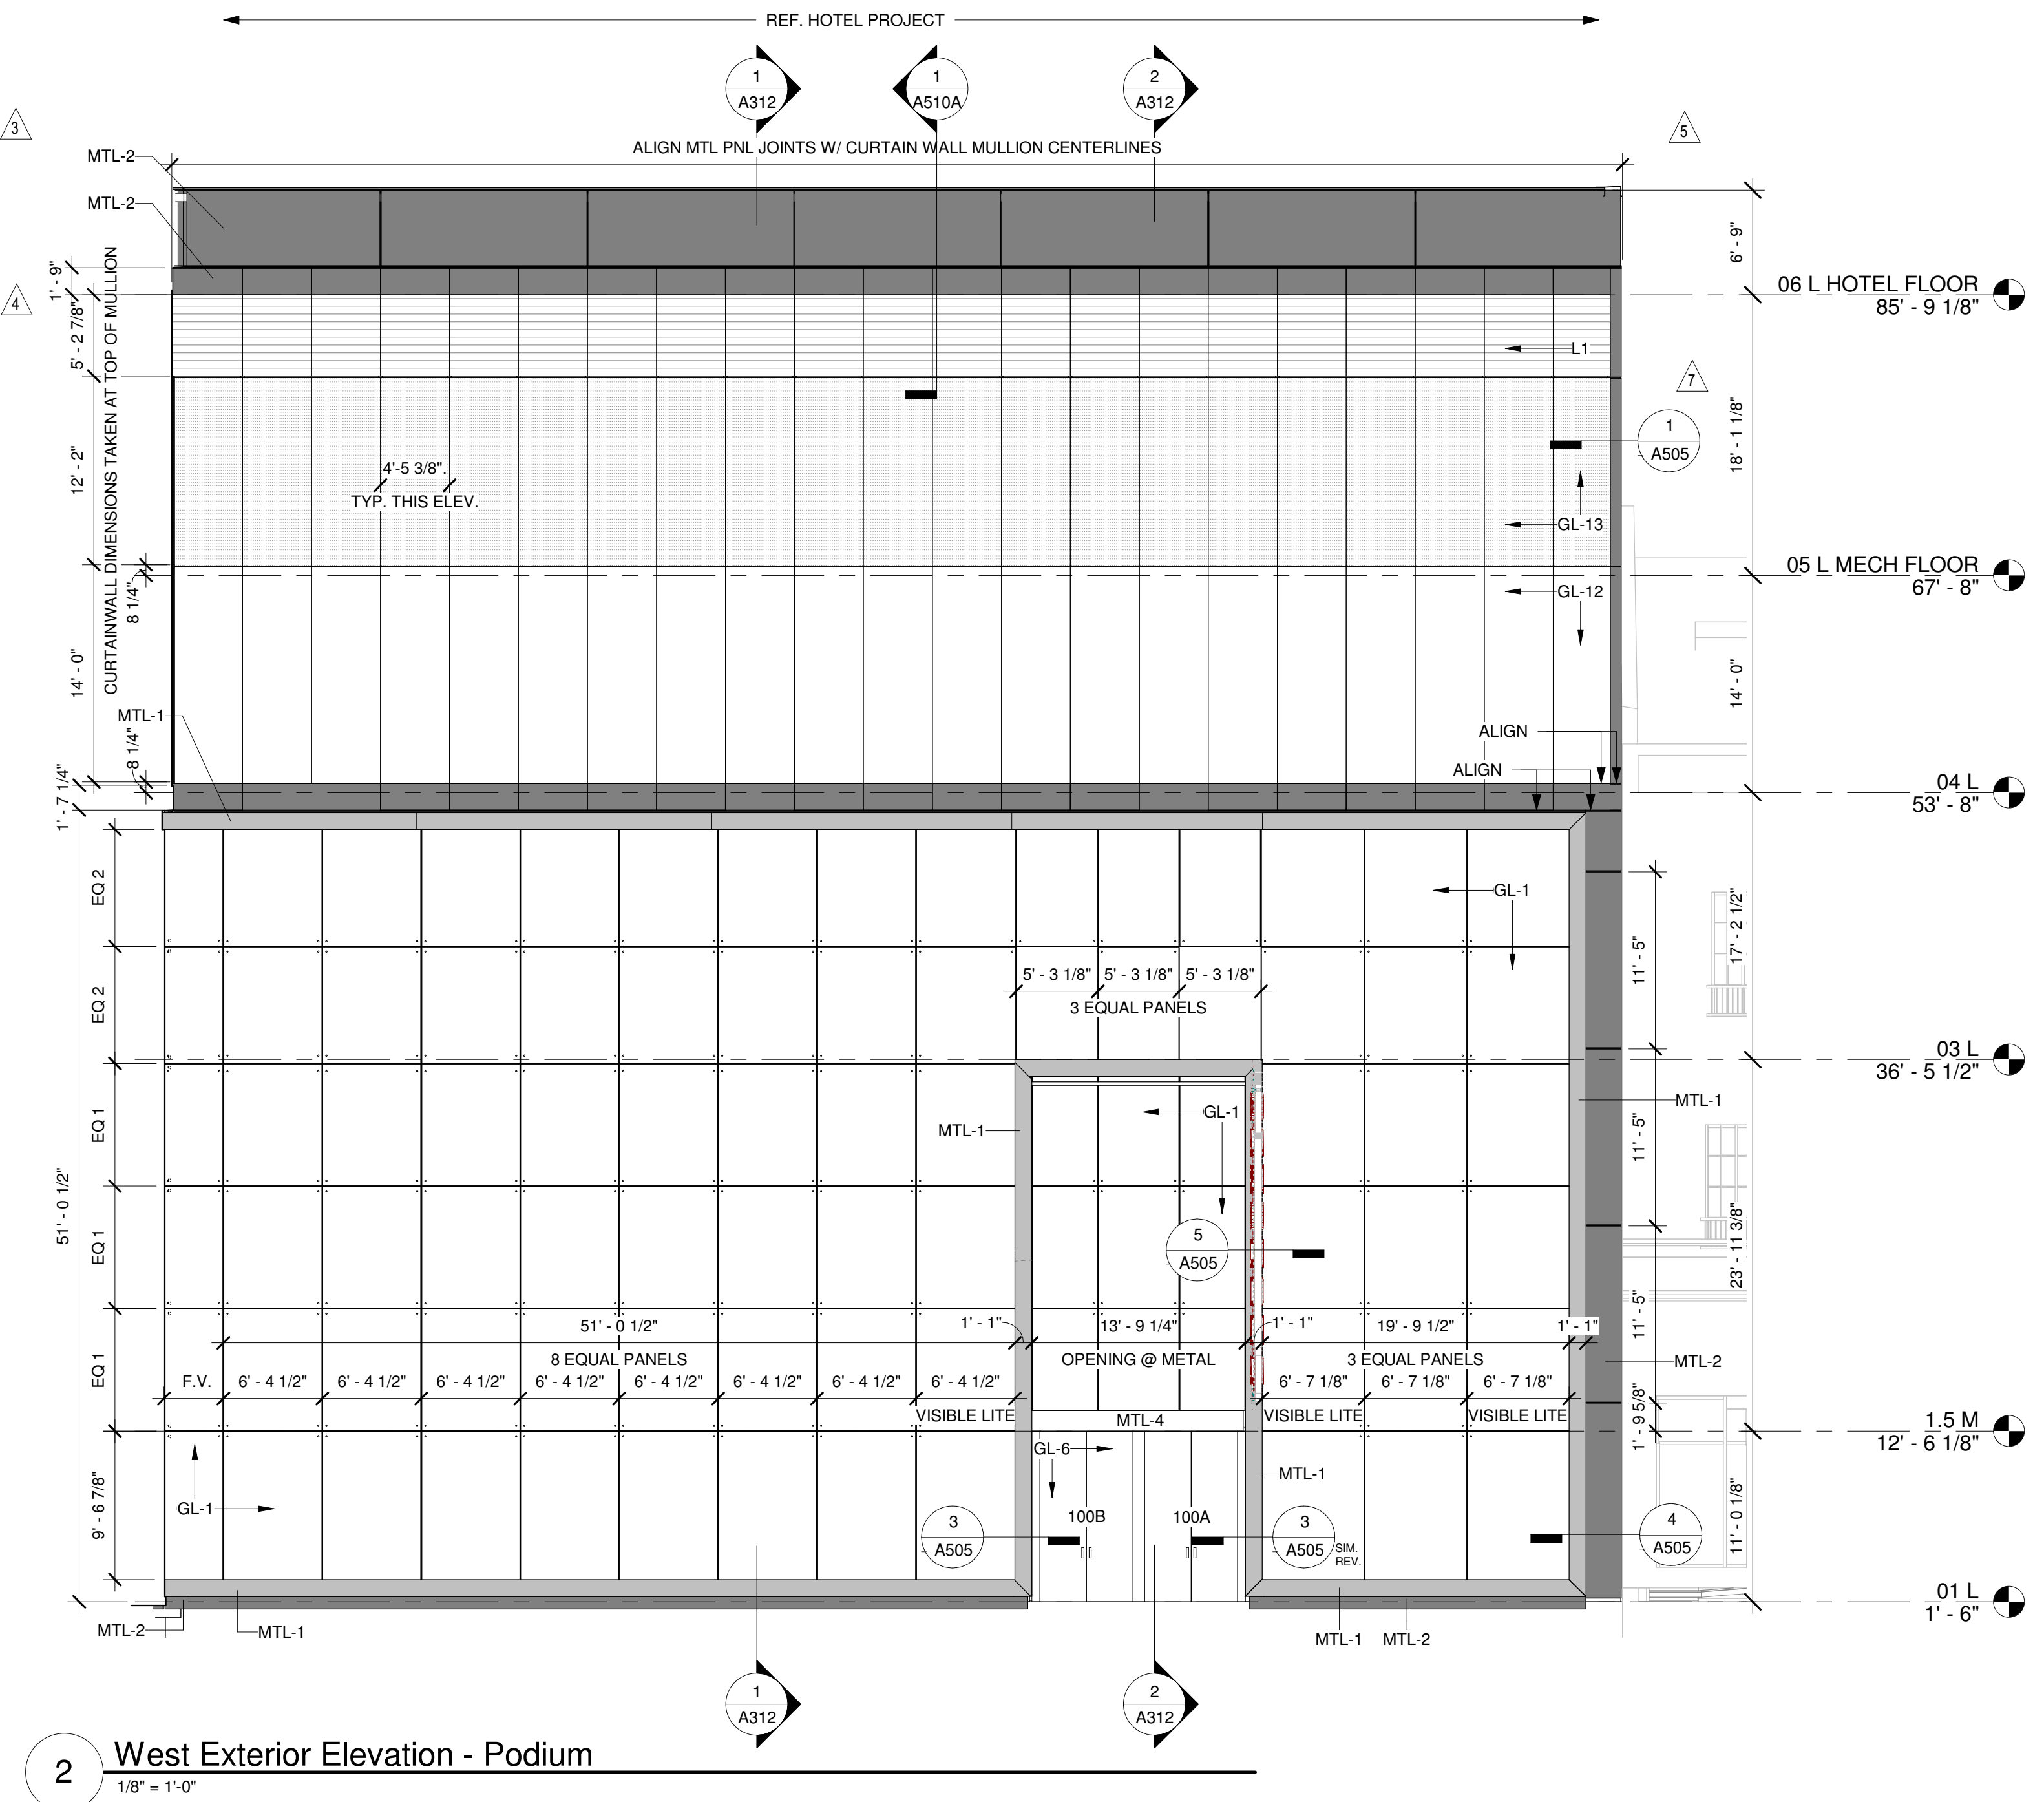 REF. HOTEL PROJECT
1
A312
1
A510A
2
A312
3
5
ALIGN MTL PNL JOINTS W/ CURTAIN WALL MULLION CENTERLINES
MTL-2
MTL-2
6' - 9"
1' - 9"
4
06 L HOTEL FLOOR
85' - 9 1/8"
5' - 2 7/8"
L1
7
CURTAINWALL DIMENSIONS TAKEN AT TOP OF MULLION
18' - 1 1/8"
1
A505
12' - 2"
4'-5 3/8".
TYP. THIS ELEV.
GL-13
05 L MECH FLOOR
67' - 8"
8 1/4"
GL-12
14' - 0"
14' - 0"
MTL-1
ALIGN
8 1/4"
ALIGN
1' - 7 1/4"
04 L
53' - 8"
EQ 2
GL-1
17' - 2 1/2"
11' - 5"
EQ 2
5' - 3 1/8"
5' - 3 1/8"
5' - 3 1/8"
3 EQUAL PANELS
03 L
36' - 5 1/2"
EQ 1
MTL-1
GL-1
MTL-1
11' - 5"
51' - 0 1/2"
EQ 1
5
A505
23' - 11 3/8"
11' - 5"
51' - 0 1/2"
1' - 1"
13' - 9 1/4"
1' - 1"
19' - 9 1/2"
1' - 1"
EQ 1
8 EQUAL PANELS
OPENING @ METAL
3 EQUAL PANELS
MTL-2
F.V.
6' - 4 1/2"
6' - 4 1/2"
6' - 4 1/2"
6' - 4 1/2"
6' - 4 1/2"
6' - 4 1/2"
6' - 4 1/2"
6' - 4 1/2"
6' - 7 1/8"
6' - 7 1/8"
6' - 7 1/8"
VISIBLE LITE
MTL-4
VISIBLE LITE
VISIBLE LITE
1' - 9 5/8"
1.5 M
12' - 6 1/8"
GL-6
MTL-1
9' - 6 7/8"
GL-1
11' - 0 1/8"
3
A505
100B
100A
3
A505
SIM.
REV.
4
A505
01 L
1' - 6"
MTL-2
MTL-1
MTL-1
MTL-2
1
A312
2
A312
2
West Exterior Elevation - Podium
1/8" = 1'-0"